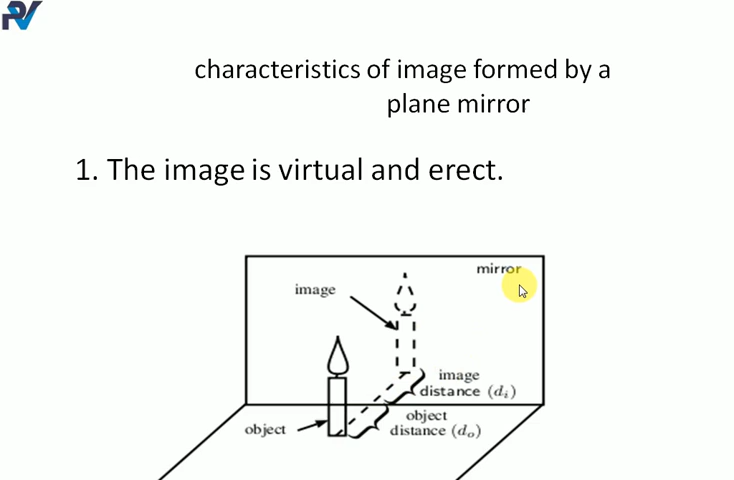 PV
characteristics of image formed by a
plane mirror
1. The image is virtual and erect.
mirror
image
image
distance (dᵢ)
object
distance (dₒ)
object